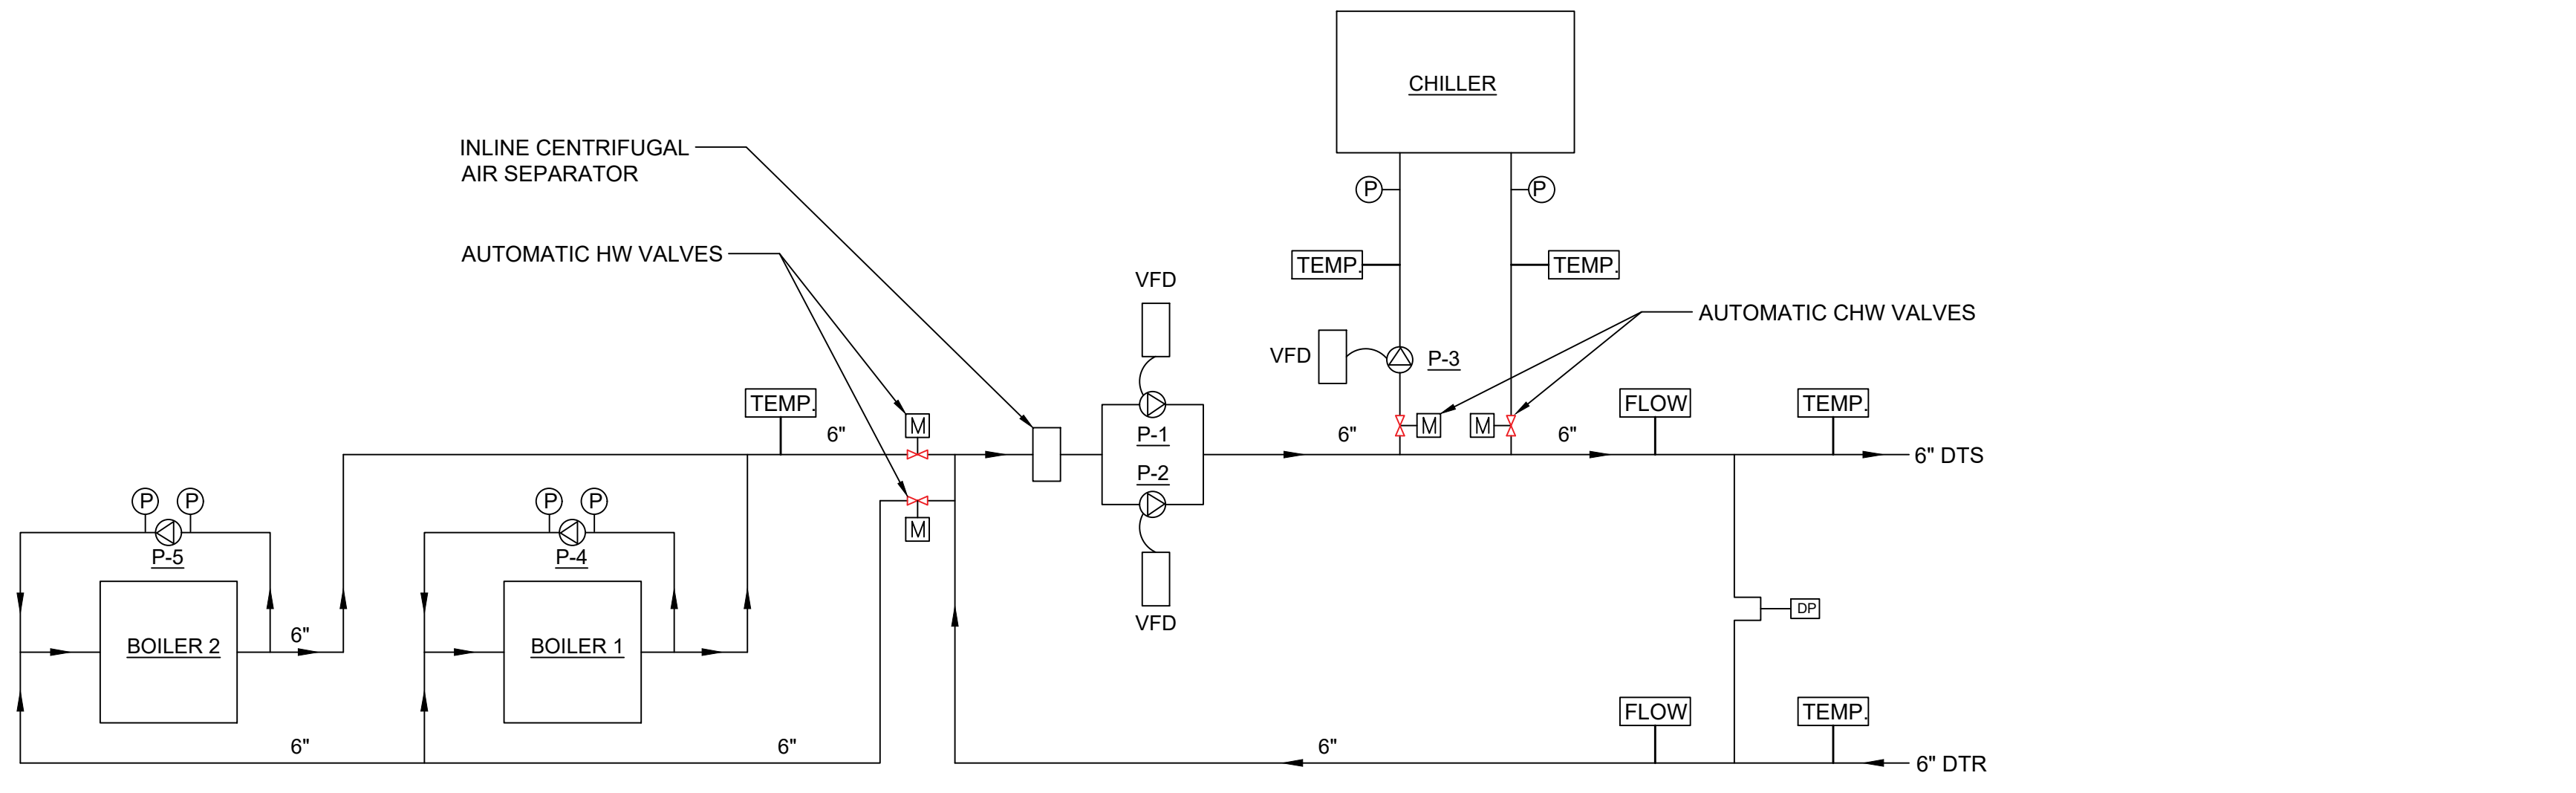 CHILLER
INLINE CENTRIFUGAL
AIR SEPARATOR
P
P
AUTOMATIC HW VALVES
TEMP.
TEMP.
VFD
AUTOMATIC CHW VALVES
VFD
P-3
TEMP.
FLOW
TEMP.
M
M
M
6"
P-1
6"
6"
6" DTS
P-2
P
P
P
P
M
P-5
P-4
VFD
DP
6"
BOILER 2
BOILER 1
FLOW
TEMP.
6"
6"
6"
6" DTR